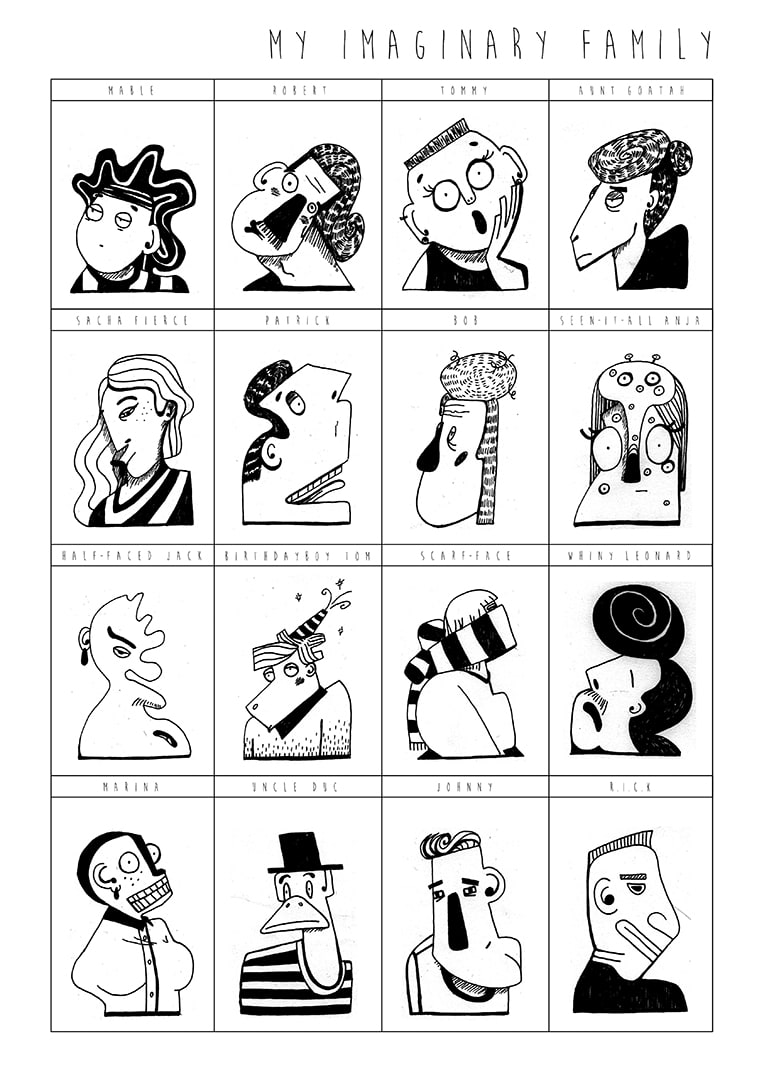 MY IMAGINARY FAMILY
MABLE
ROBERT
TOMMY
AUNT GOATAH
SACHA FIERCE
PATRICK
BOB
SEEN-IT-ALL ANJA
HALF-FACED JACK
BIRTHDAYBOY TOM
SCARF-FACE
WHINY LEONARD
MARINA
UNCLE DUC
JOHNNY
R.I.C.K